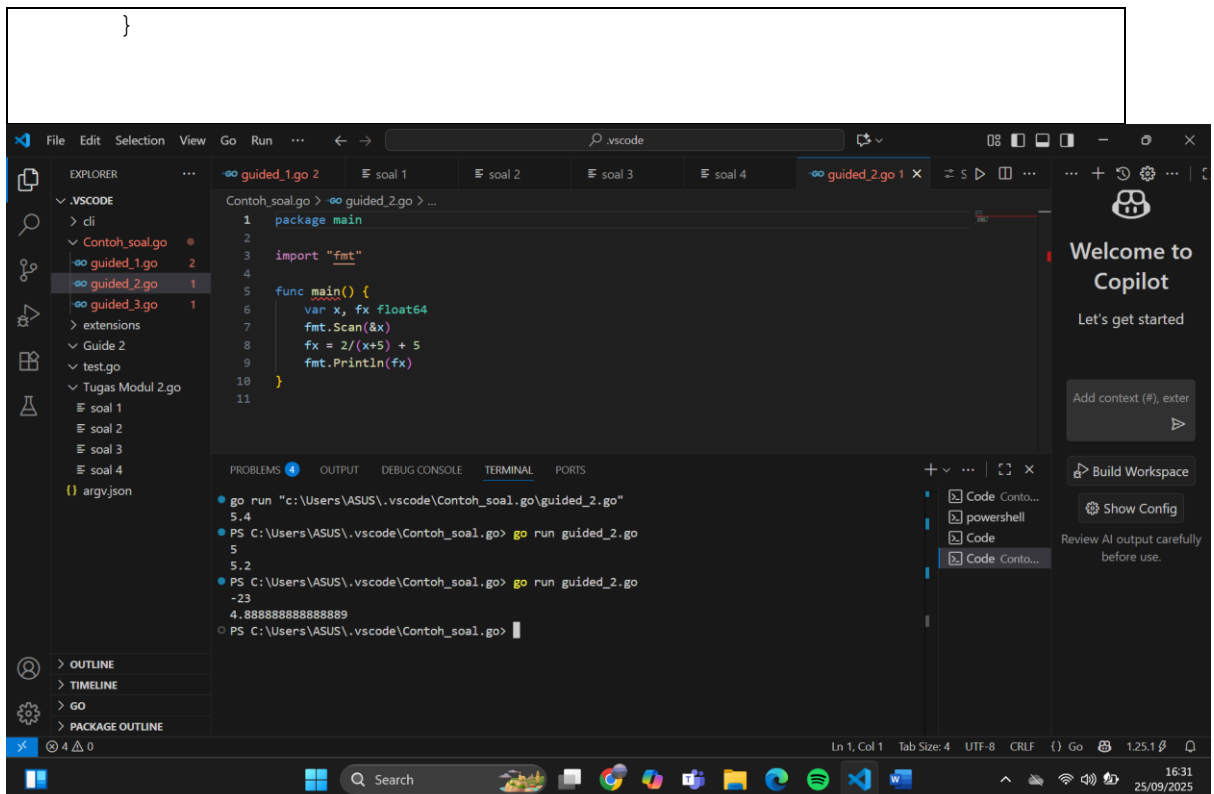 }
File Edit Selection View Go Run ... .vscode
EXPLORER ...
guided_1.go 2 soal 1 soal 2 soal 3 soal 4 guided_2.go 1
.VSCODE
> cli
Contoh_soal.go
guided_1.go 2
guided_2.go 1
guided_3.go 1
> extensions
Guide 2
test.go
Tugas Modul 2.go
soal 1
soal 2
soal 3
soal 4
{} argv.json
Contoh_soal.go > guided_2.go > ...
1 package main
2
3 import "fmt"
4
5 func main() {
6 var x, fx float64
7 fmt.Scan(&x)
8 fx = 2/(x+5) + 5
9 fmt.Println(fx)
10 }
11
Welcome to
Copilot
Let's get started
Add context (#), exter
Build Workspace
Show Config
Review AI output carefully
before use.
PROBLEMS 4 OUTPUT DEBUG CONSOLE TERMINAL PORTS
go run "c:\Users\ASUS\.vscode\Contoh_soal.go\guided_2.go"
5.4
PS C:\Users\ASUS\.vscode\Contoh_soal.go> go run guided_2.go
5
5.2
PS C:\Users\ASUS\.vscode\Contoh_soal.go> go run guided_2.go
-23
4.888888888888889
PS C:\Users\ASUS\.vscode\Contoh_soal.go>
Code Conto...
powershell
Code
Code Conto...
> OUTLINE
> TIMELINE
> GO
> PACKAGE OUTLINE
4 0
Ln 1, Col 1 Tab Size: 4 UTF-8 CRLF {} Go 1.25.1
Search
16:31
25/09/2025